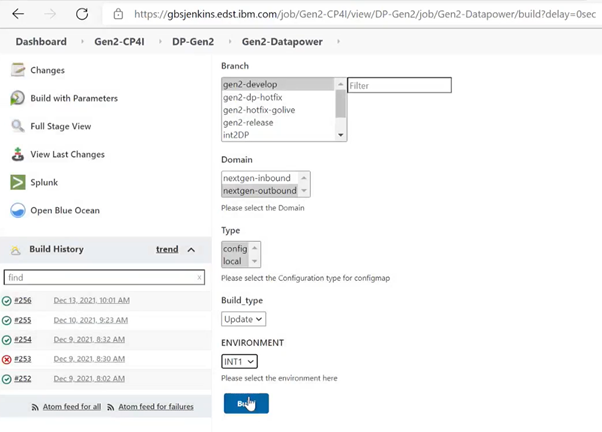 https://gbsjenkins.edst.ibm.com/job/Gen2-CP4I/view/DP-Gen2/job/Gen2-Datapower/build?delay=0sec
Dashboard > Gen2-CP4I > DP-Gen2 > Gen2-Datapower
Changes
Build with Parameters
Full Stage View
View Last Changes
Splunk
Open Blue Ocean
Build History trend
find x
#256 Dec 13, 2021, 10:01 AM
#255 Dec 10, 2021, 9:23 AM
#254 Dec 9, 2021, 8:32 AM
#253 Dec 9, 2021, 8:30 AM
#252 Dec 9, 2021, 8:02 AM
Atom feed for all Atom feed for failures
Branch
gen2-develop Filter
gen2-dp-hotfix
gen2-hotfix-golive
gen2-release
int2DP
Domain
nextgen-inbound
nextgen-outbound
Please select the Domain
Type
config
local
Please select the Configuration type for configmap
Build_type
Update
ENVIRONMENT
INT1
Please select the environment here